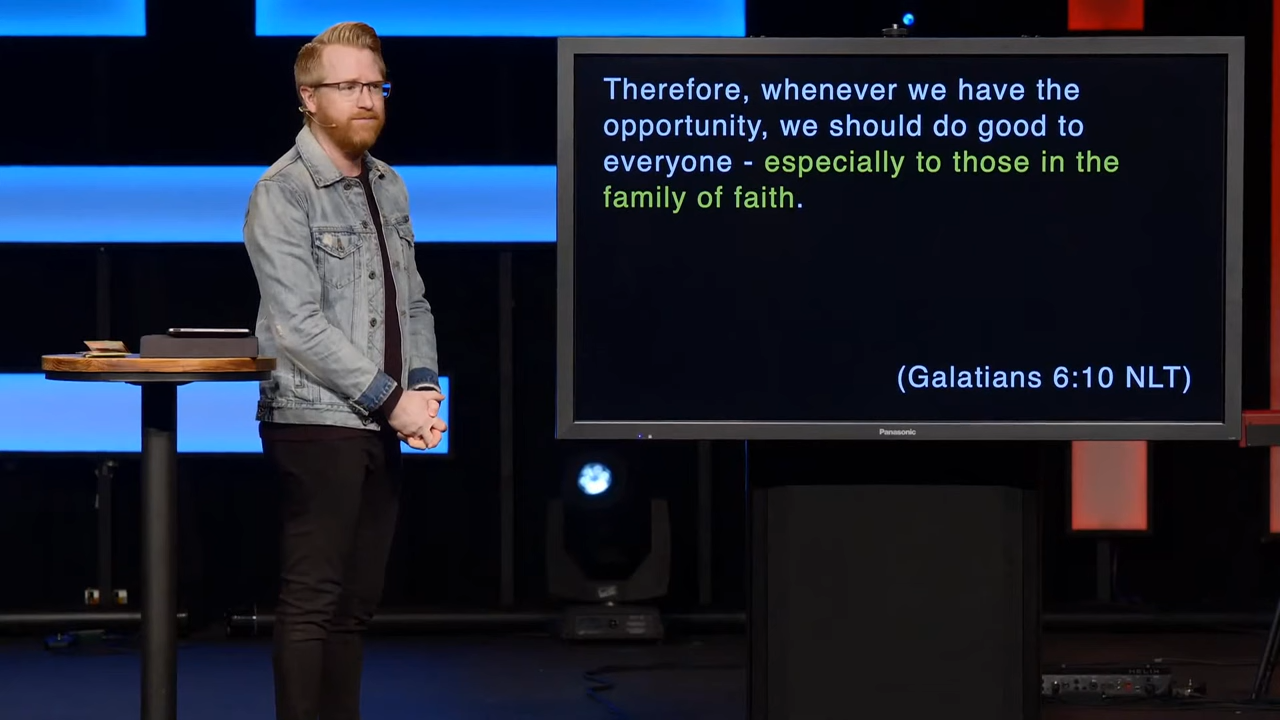 Therefore, whenever we have the
opportunity, we should do good to
everyone - especially to those in the
family of faith.
(Galatians 6:10 NLT)
Panasonic